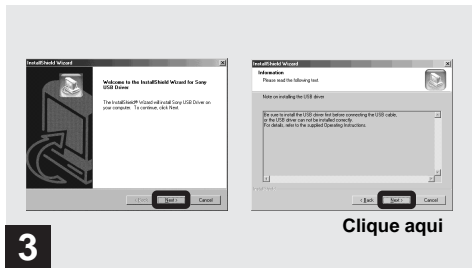 InstallShield Wizard
Welcome to the InstallShield Wizard for Sony
USB Driver
The InstallShield® Wizard will install Sony USB Driver on
your computer. To continue, click Next.
< Back
Next >
Cancel
InstallShield Wizard
Information
Please read the following text.
Note on installing the USB driver
Be sure to install the USB driver first before connecting the USB cable,
or the USB driver can not be installed correctly.
For details, refer to the supplied Operating Instructions.
InstallShield
< Back
Next >
Cancel
Clique aqui
3